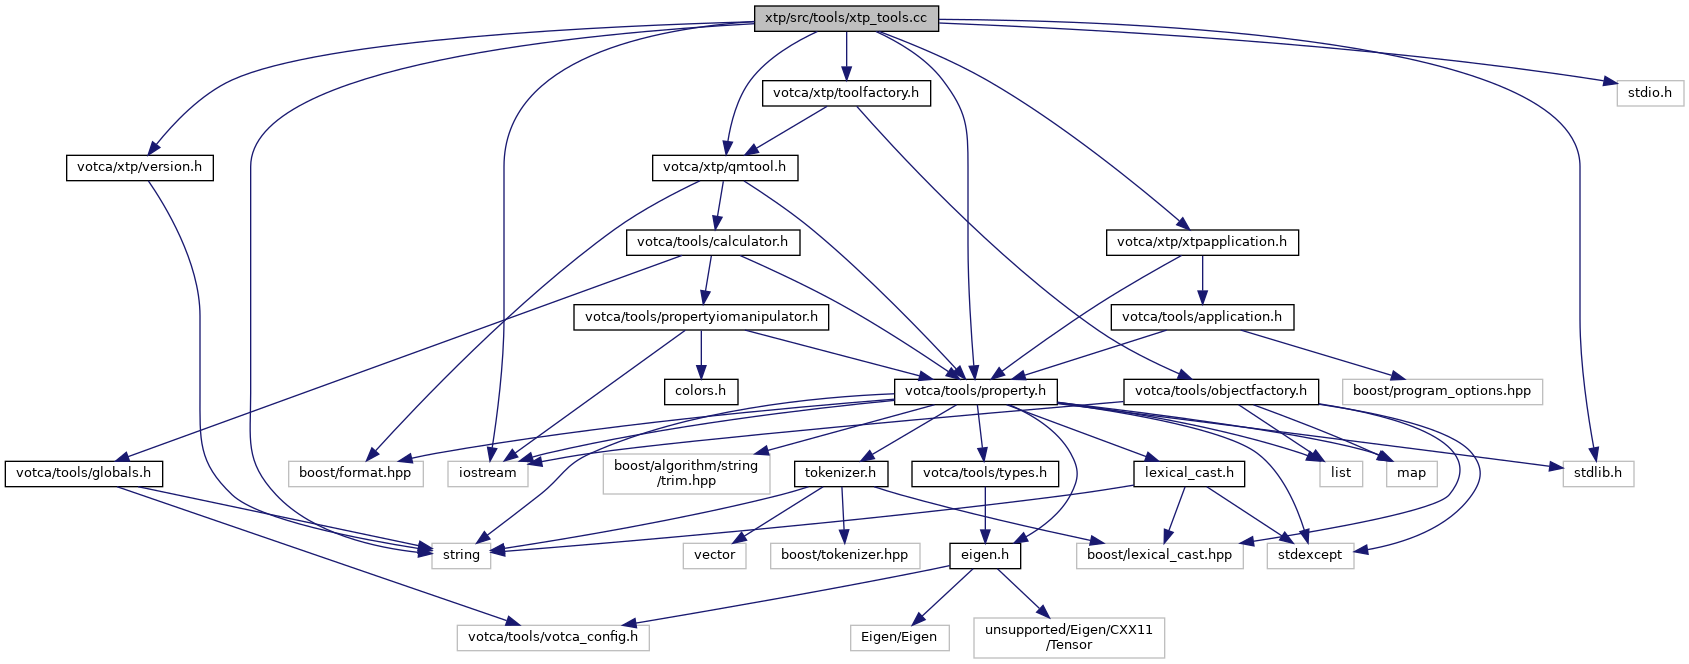 xtp/src/tools/xtp_tools.cc
votca/xtp/toolfactory.h
stdio.h
votca/xtp/version.h
votca/xtp/qmtool.h
votca/tools/calculator.h
votca/xtp/xtpapplication.h
votca/tools/propertyiomanipulator.h
votca/tools/application.h
colors.h
votca/tools/property.h
votca/tools/objectfactory.h
boost/program_options.hpp
votca/tools/globals.h
boost/format.hpp
iostream
boost/algorithm/string
/trim.hpp
tokenizer.h
votca/tools/types.h
lexical_cast.h
list
map
stdlib.h
string
vector
boost/tokenizer.hpp
eigen.h
boost/lexical_cast.hpp
stdexcept
votca/tools/votca_config.h
Eigen/Eigen
unsupported/Eigen/CXX11
/Tensor